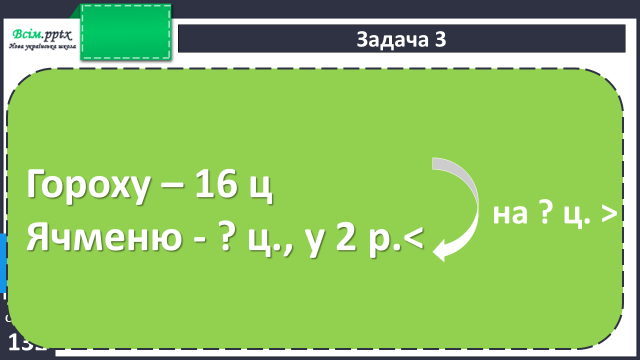 Всім.pptx
Нова українська школа
Задача 3
Гороху – 16 ц
Ячменю - ? ц., у 2 р.<
на ? ц. >